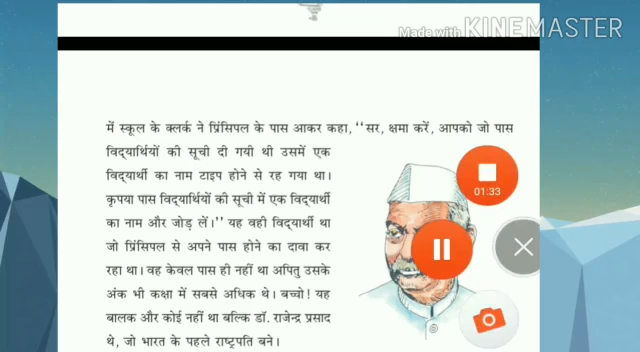 Made with KINEMASTER
में स्कूल के क्लर्क ने प्रिंसिपल के पास आकर कहा, ‘‘सर, क्षमा करें, आपको जो पास
विद्यार्थियों की सूची दी गयी थी उसमें एक
विद्यार्थी का नाम टाइप होने से रह गया था।
कृपया पास विद्यार्थियों की सूची में एक विद्यार्थी
का नाम और जोड़ लें।’’ यह वही विद्यार्थी था
जो प्रिंसिपल से अपने पास होने का दावा कर
रहा था। वह केवल पास ही नहीं था अपितु उसके
अंक भी कक्षा में सबसे अधिक थे। बच्चो! यह
बालक और कोई नहीं था बल्कि डॉ. राजेन्द्र प्रसाद
थे, जो भारत के पहले राष्ट्रपति बने।
01:33